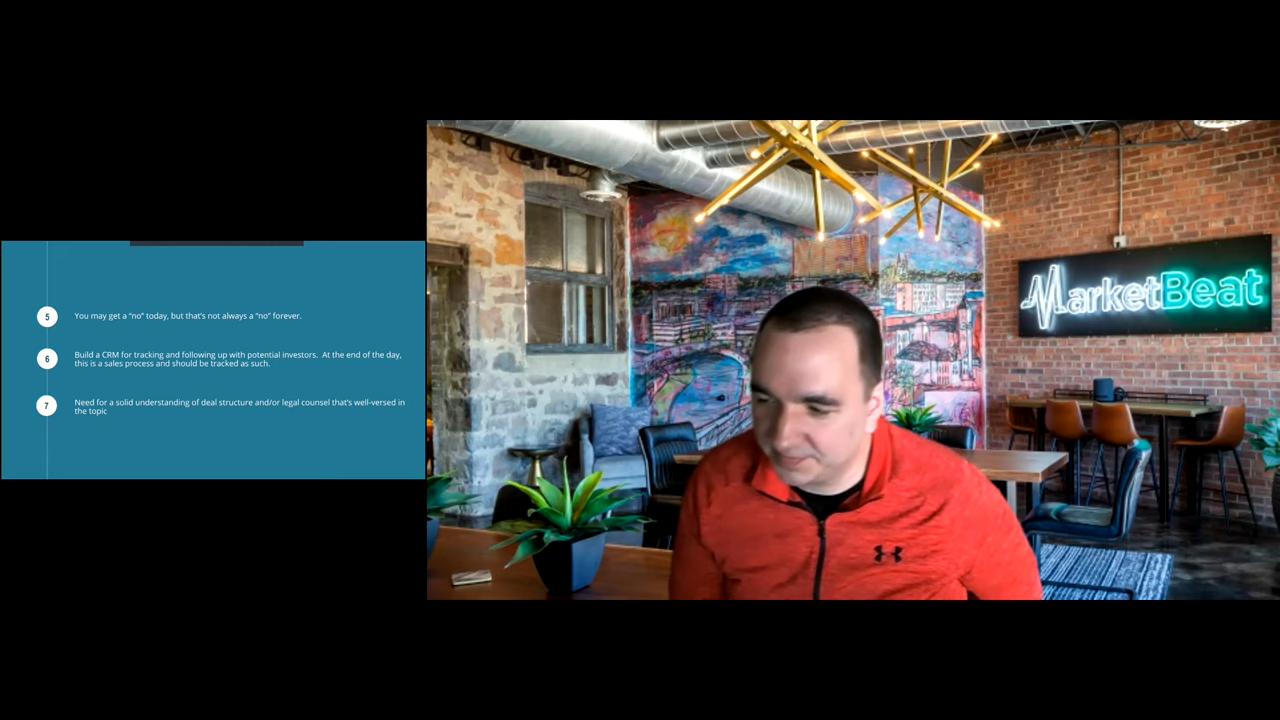 5
You may get a “no” today, but that’s not always a “no” forever.
6
Build a CRM for tracking and following up with potential investors.  At the end of the day,
this is a sales process and should be tracked as such.
7
Need for a solid understanding of deal structure and/or legal counsel that’s well-versed in
the topic
MarketBeat